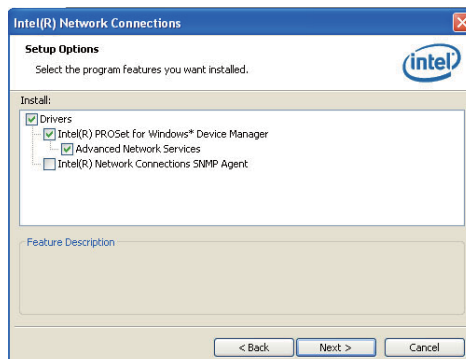 Intel(R) Network Connections
Setup Options
Select the program features you want installed.
intel
Install:
Drivers
Intel(R) PROSet for Windows* Device Manager
Advanced Network Services
Intel(R) Network Connections SNMP Agent
Feature Description
< Back
Next >
Cancel